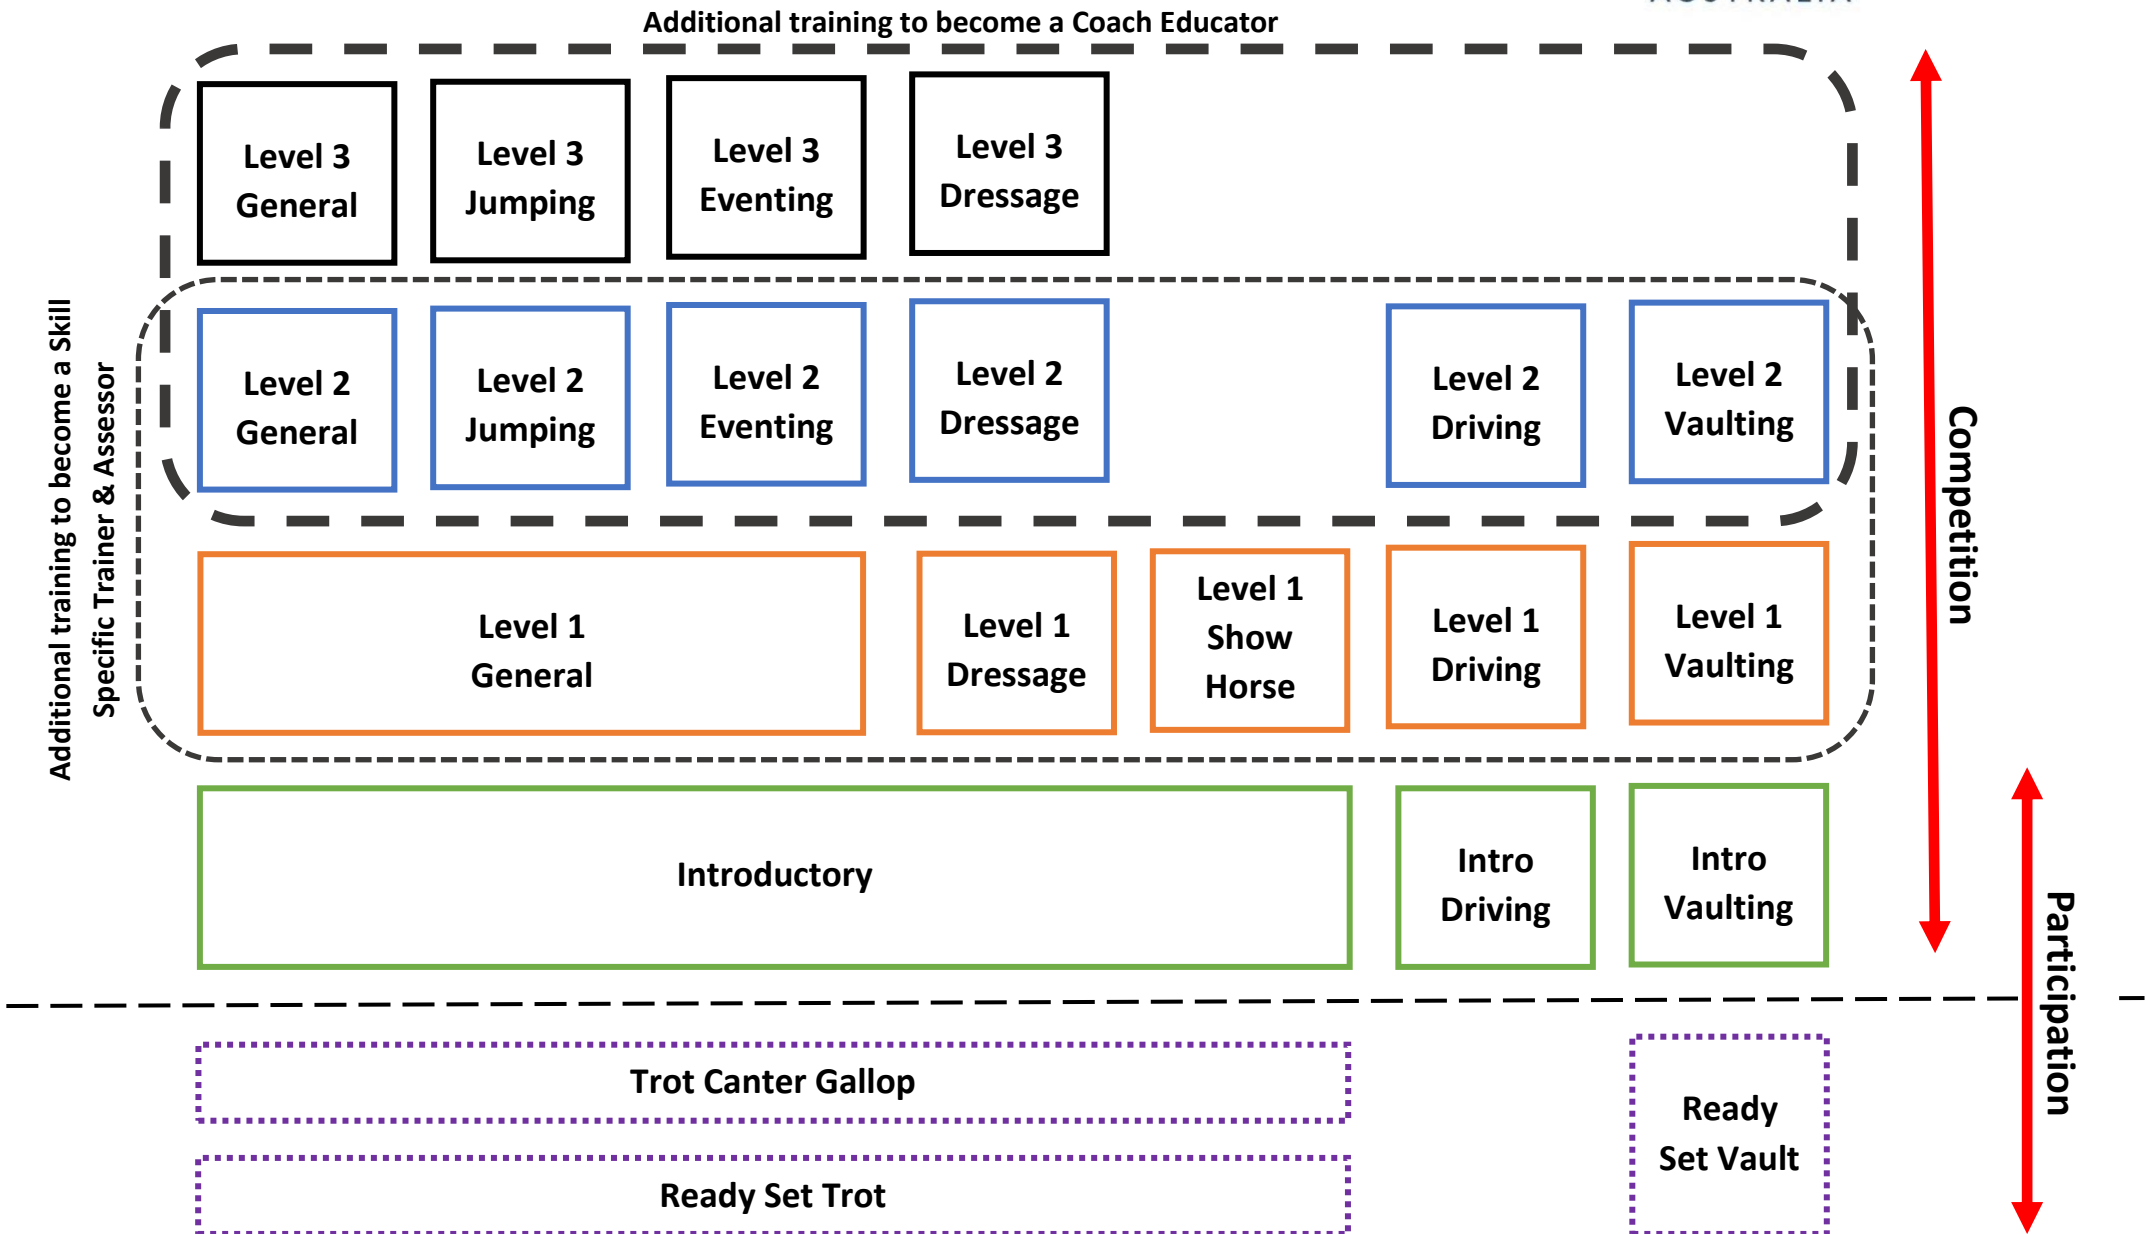 AUSTRALIA
Additional training to become a Coach Educator
Level 3
General
Level 3
Jumping
Level 3
Eventing
Level 3
Dressage
Additional training to become a Skill
Specific Trainer & Assessor
Level 2
General
Level 2
Jumping
Level 2
Eventing
Level 2
Dressage
Level 2
Driving
Level 2
Vaulting
Competition
Level 1
General
Level 1
Dressage
Level 1
Show
Horse
Level 1
Driving
Level 1
Vaulting
Introductory
Intro
Driving
Intro
Vaulting
Participation
Trot Canter Gallop
Ready Set Trot
Ready
Set Vault